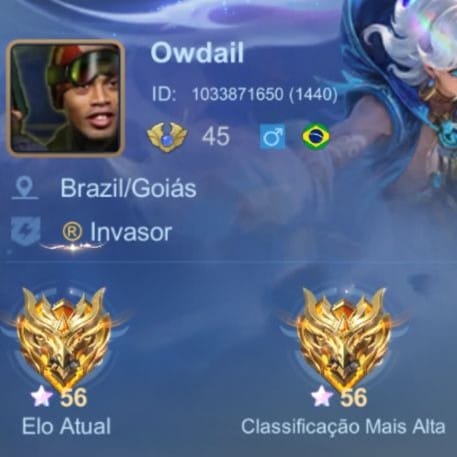 Owdail
ID: 1033871650 (1440)
45
Brazil/Goiás
® Invasor
56 56
Elo Atual Classificação Mais Alta